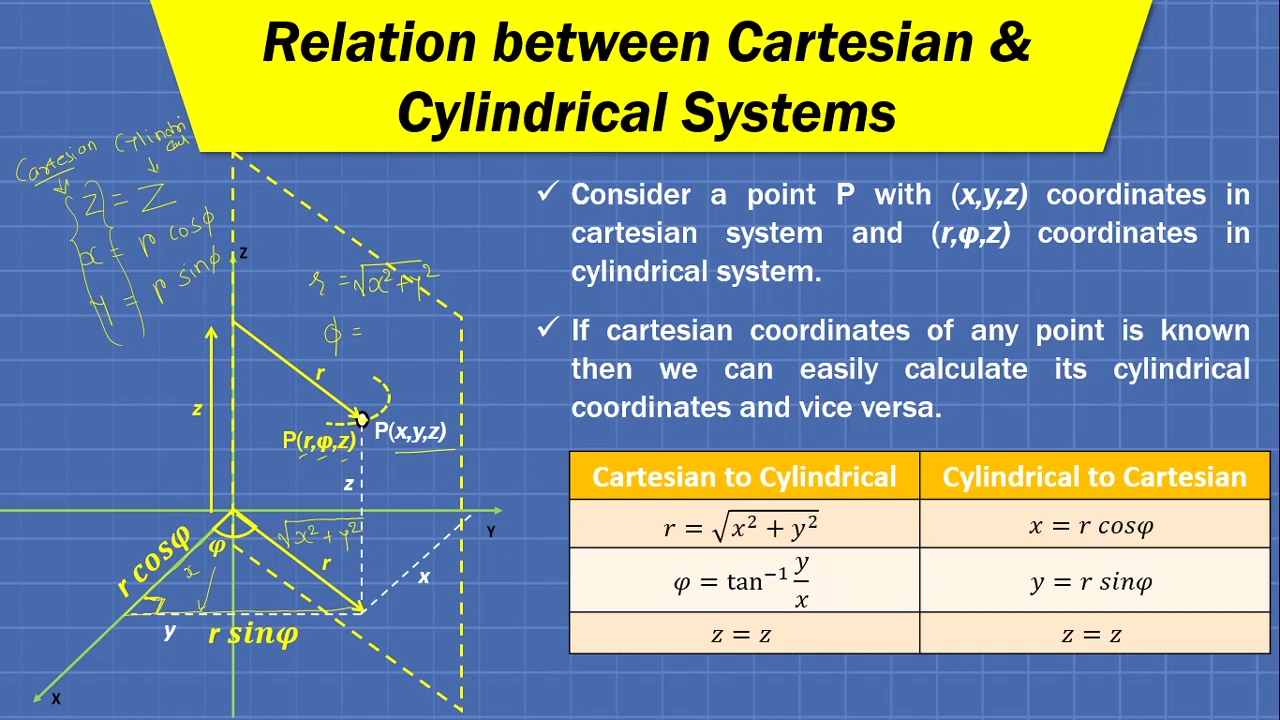 Relation between Cartesian &
Cylindrical Systems
Cartesian Cylindrical
z = z
x = r cosϕ
y = r sinϕ
r = √x²+y²
ϕ =
Z
r
z
P(r,φ,z)
P(x,y,z)
z
Y
√x²+y²
φ
r
r cosφ
x
x
y
r sinφ
X
✓ Consider a point P with (x,y,z) coordinates in
cartesian system and (r,φ,z) coordinates in
cylindrical system.
✓ If cartesian coordinates of any point is known
then we can easily calculate its cylindrical
coordinates and vice versa.
Cartesian to Cylindrical Cylindrical to Cartesian
r = √x² + y² x = r cosφ
φ = tan⁻¹ y/x y = r sinφ
z = z z = z